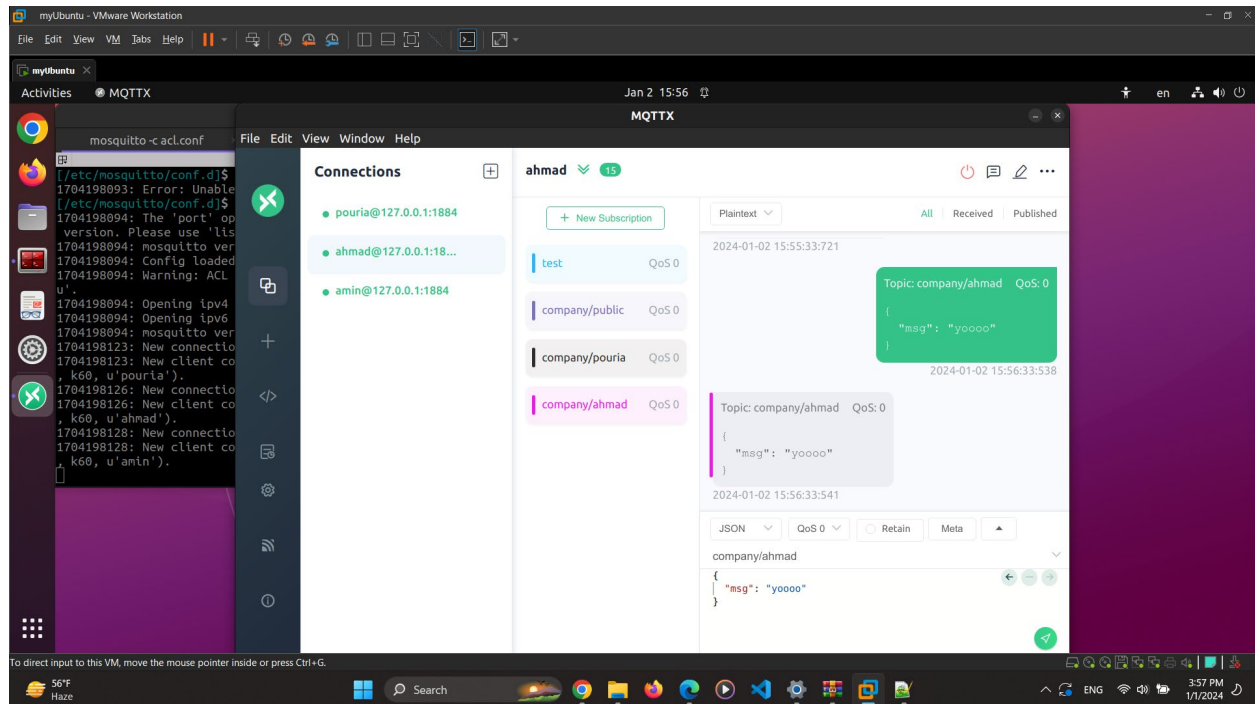 myUbuntu - VMware Workstation
File Edit View VM Tabs Help
myUbuntu
Activities MQTTX Jan 2 15:56 en
MQTTX
mosquitto -c acl.conf
File Edit View Window Help
[/etc/mosquitto/conf.d]$
1704198093: Error: Unable
[/etc/mosquitto/conf.d]$
1704198094: The 'port' op
version. Please use 'lis
1704198094: mosquitto ver
1704198094: Config loaded
1704198094: Warning: ACL
u'.
1704198094: Opening ipv4
1704198094: Opening ipv6
1704198094: mosquitto ver
1704198123: New connectio
1704198123: New client co
, k60, u'pouria').
1704198126: New connectio
1704198126: New client co
, k60, u'ahmad').
1704198128: New connectio
1704198128: New client co
, k60, u'amin').
Connections
pouria@127.0.0.1:1884
ahmad@127.0.0.1:18...
amin@127.0.0.1:1884
ahmad 15
+ New Subscription
test QoS 0
company/public QoS 0
company/pouria QoS 0
company/ahmad QoS 0
Plaintext All Received Published
2024-01-02 15:55:33:721
Topic: company/ahmad QoS: 0
{
"msg": "yoooo"
}
2024-01-02 15:56:33:538
Topic: company/ahmad QoS: 0
{
"msg": "yoooo"
}
2024-01-02 15:56:33:541
JSON QoS 0 Retain Meta
company/ahmad
{
"msg": "yoooo"
}
To direct input to this VM, move the mouse pointer inside or press Ctrl+G.
56°F
Haze
Search
ENG
3:57 PM
1/1/2024